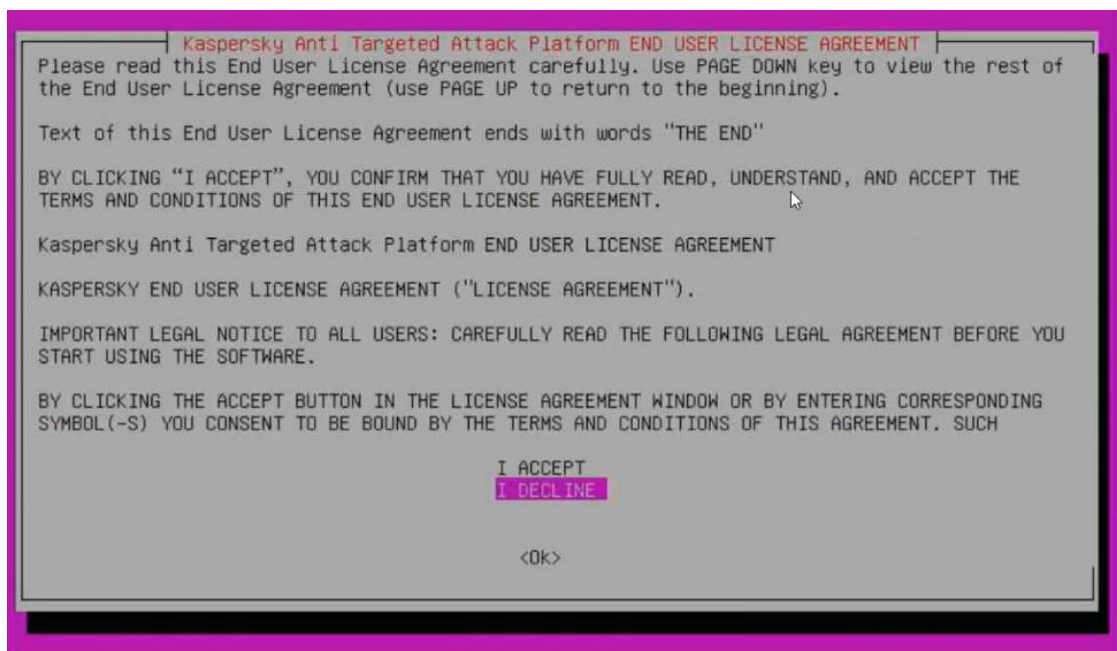 Kaspersky Anti Targeted Attack Platform END USER LICENSE AGREEMENT
Please read this End User License Agreement carefully. Use PAGE DOWN key to view the rest of
the End User License Agreement (use PAGE UP to return to the beginning).
Text of this End User License Agreement ends with words "THE END"
BY CLICKING “I ACCEPT”, YOU CONFIRM THAT YOU HAVE FULLY READ, UNDERSTAND, AND ACCEPT THE
TERMS AND CONDITIONS OF THIS END USER LICENSE AGREEMENT.
Kaspersky Anti Targeted Attack Platform END USER LICENSE AGREEMENT
KASPERSKY END USER LICENSE AGREEMENT ("LICENSE AGREEMENT").
IMPORTANT LEGAL NOTICE TO ALL USERS: CAREFULLY READ THE FOLLOWING LEGAL AGREEMENT BEFORE YOU
START USING THE SOFTWARE.
BY CLICKING THE ACCEPT BUTTON IN THE LICENSE AGREEMENT WINDOW OR BY ENTERING CORRESPONDING
SYMBOL(-S) YOU CONSENT TO BE BOUND BY THE TERMS AND CONDITIONS OF THIS AGREEMENT. SUCH
I ACCEPT
I DECLINE
<Ok>